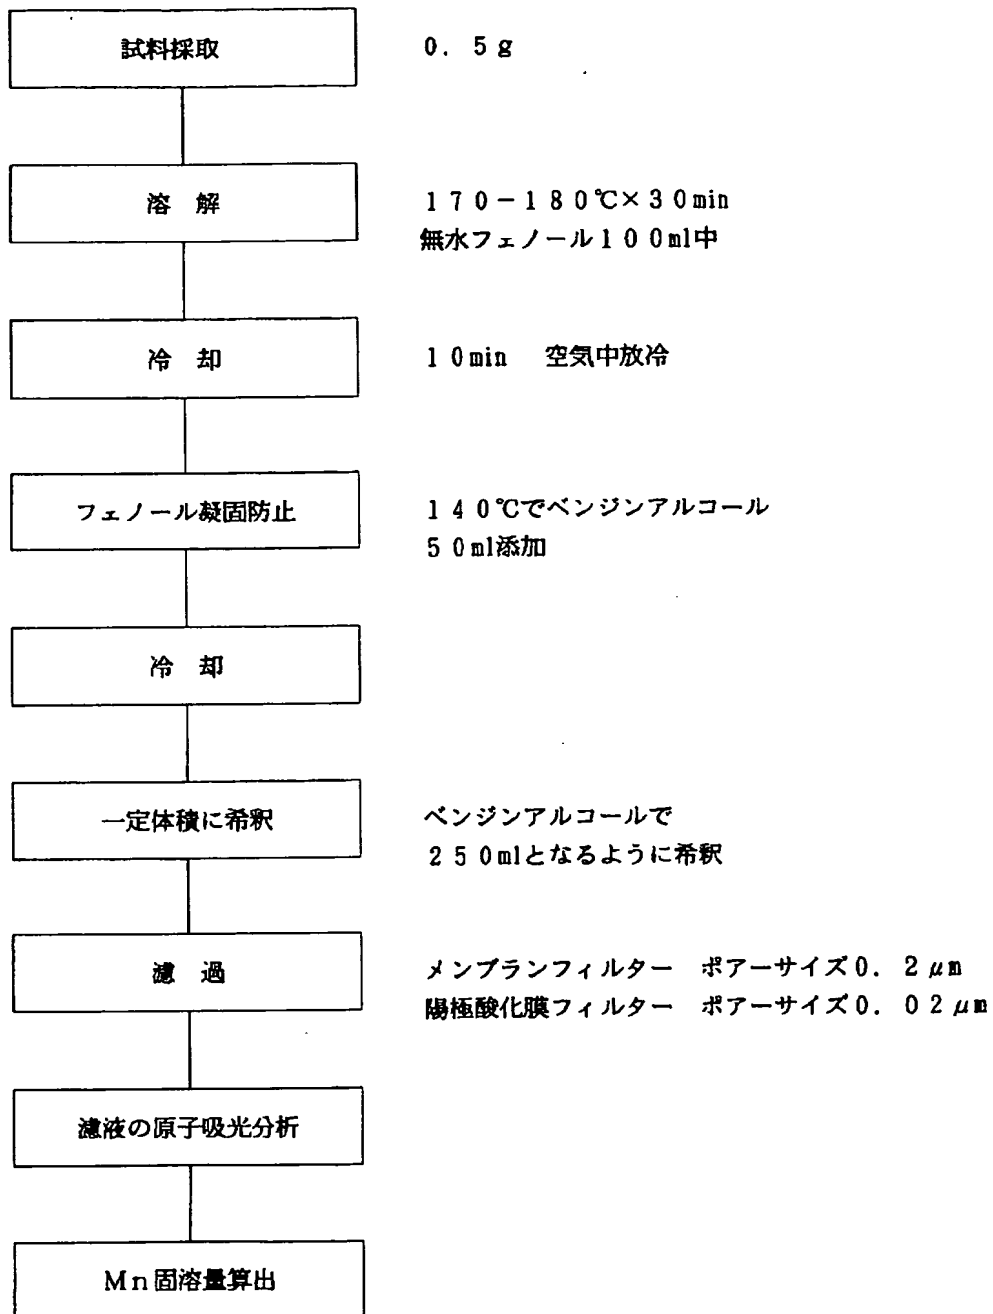 試料採取
0. 5g
溶 解
170-180℃×30min
無水フェノール100ml中
冷 却
10min 空気中放冷
フェノール凝固防止
140℃でベンジンアルコール
50ml添加
冷 却
一定体積に希釈
ベンジンアルコールで
250mlとなるように希釈
濾 過
メンブランフィルター ポアーサイズ0. 2μm
陽極酸化膜フィルター ポアーサイズ0. 02μm
濾液の原子吸光分析
Mn固溶量算出